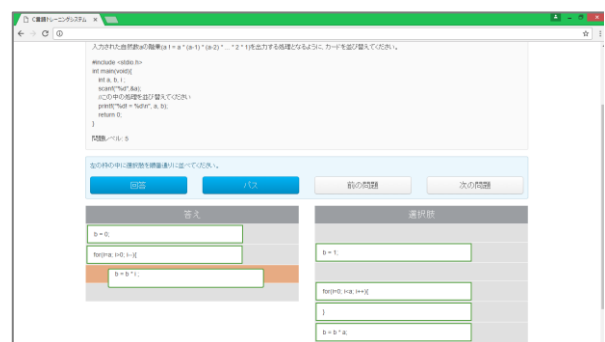 C言語トレーニングシステム
入力された自然数aの階乗(a ! = a * (a-1) * (a-2) * ... * 2 * 1)を出力する処理となるように、カードを並び替えてください。
#include <stdio.h>
int main(void){
int a, b, i ;
scanf("%d",&a);
//この中の処理を並び替えてください
printf("%d! = %d\n", a, b);
return 0;
}
問題レベル: 5
左の枠の中に選択肢を順番通りに並べてください。
回答
パス
前の問題
次の問題
答え
選択肢
b = 0;
for(i=a; i>0; i--){
b = b * i ;
b = 1;
for(i=0; i<a; i++){
}
b = b * a;